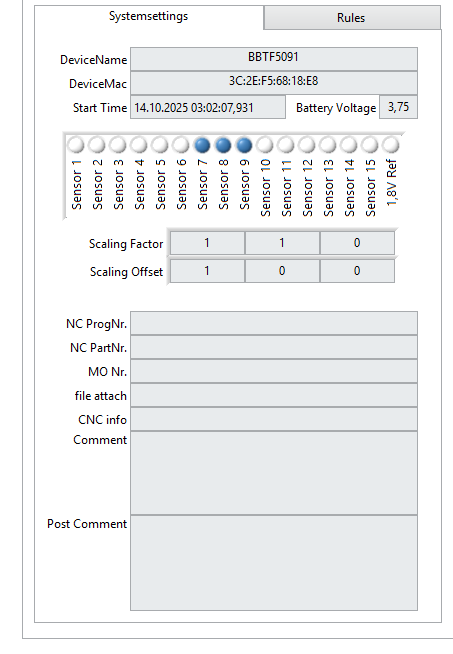 Systemsettings
Rules
DeviceName BBTF5091
DeviceMac 3C:2E:F5:68:18:E8
Start Time 14.10.2025 03:02:07,931 Battery Voltage 3,75
Sensor 1
Sensor 2
Sensor 3
Sensor 4
Sensor 5
Sensor 6
Sensor 7
Sensor 8
Sensor 9
Sensor 10
Sensor 11
Sensor 12
Sensor 13
Sensor 14
Sensor 15
1,8V Ref
Scaling Factor 1 1 0
Scaling Offset 1 0 0
NC ProgNr.
NC PartNr.
MO Nr.
file attach
CNC info
Comment
Post Comment